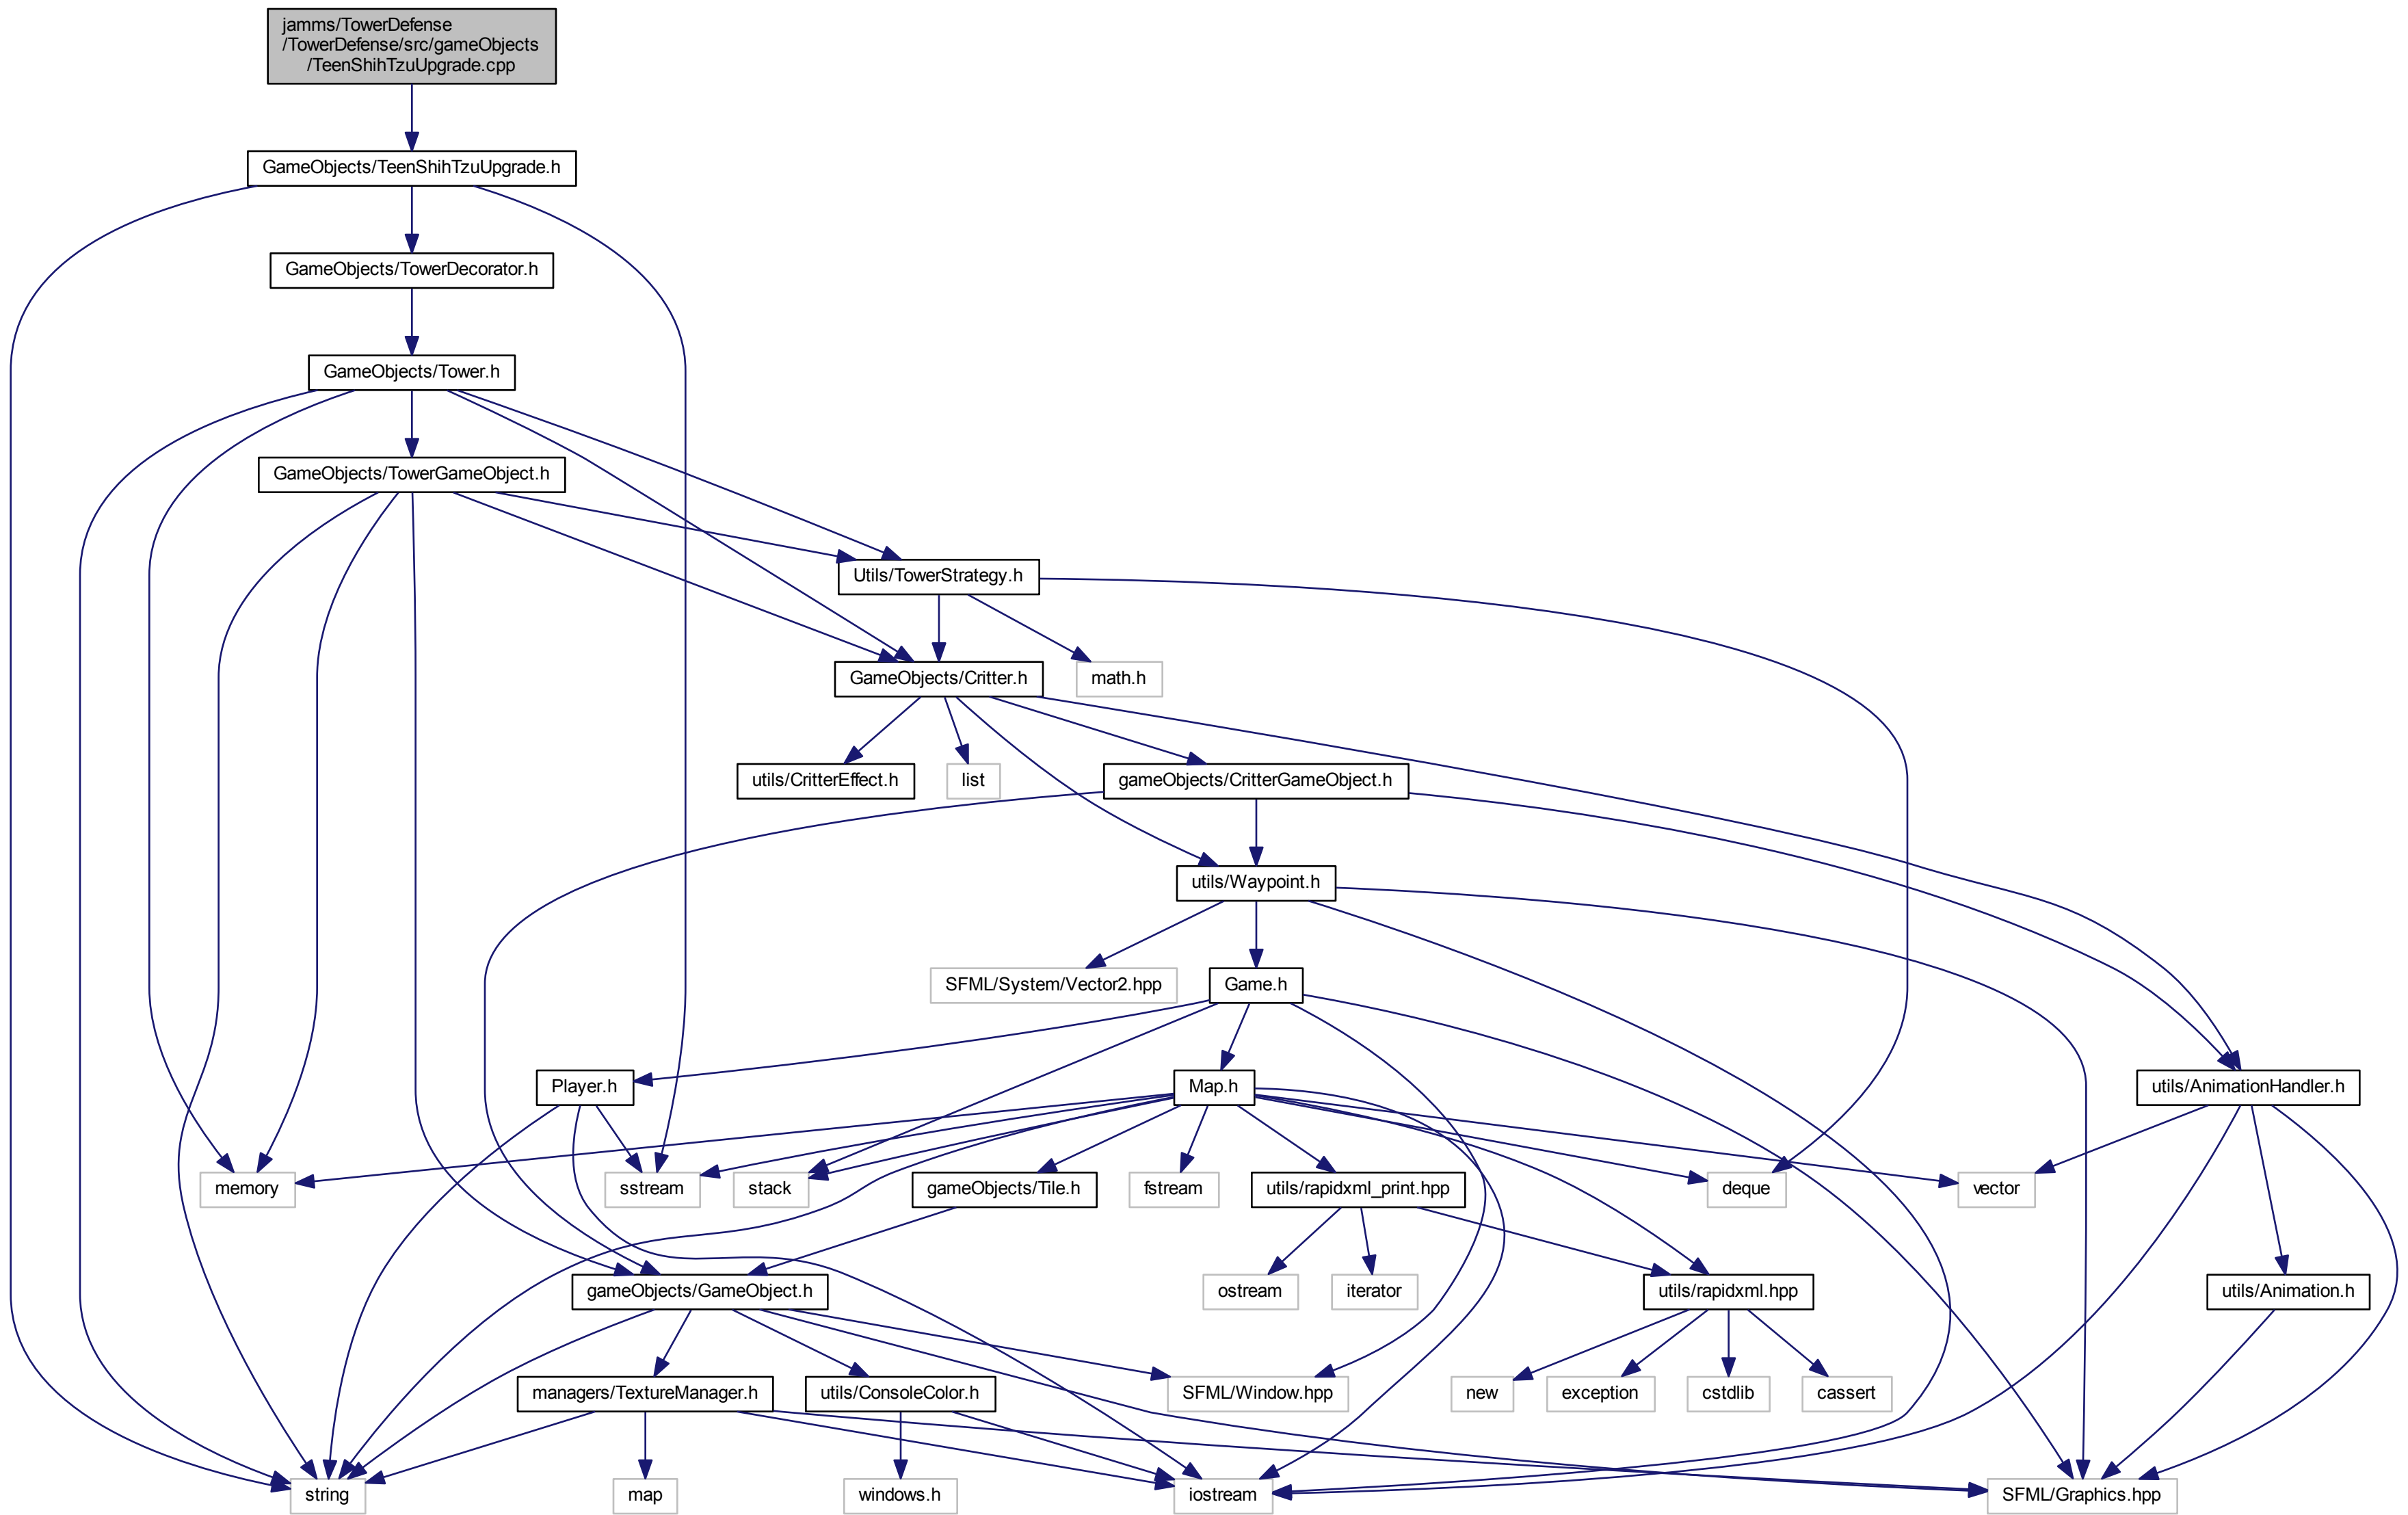 jamms/TowerDefense
/TowerDefense/src/gameObjects
/TeenShihTzuUpgrade.cpp
GameObjects/TeenShihTzuUpgrade.h
GameObjects/TowerDecorator.h
GameObjects/Tower.h
GameObjects/TowerGameObject.h
Utils/TowerStrategy.h
GameObjects/Critter.h
math.h
utils/CritterEffect.h
list
gameObjects/CritterGameObject.h
utils/Waypoint.h
SFML/System/Vector2.hpp
Game.h
Player.h
Map.h
utils/AnimationHandler.h
memory
sstream
stack
gameObjects/Tile.h
fstream
utils/rapidxml_print.hpp
deque
vector
gameObjects/GameObject.h
ostream
iterator
utils/rapidxml.hpp
utils/Animation.h
managers/TextureManager.h
utils/ConsoleColor.h
SFML/Window.hpp
new
exception
cstdlib
cassert
string
map
windows.h
iostream
SFML/Graphics.hpp